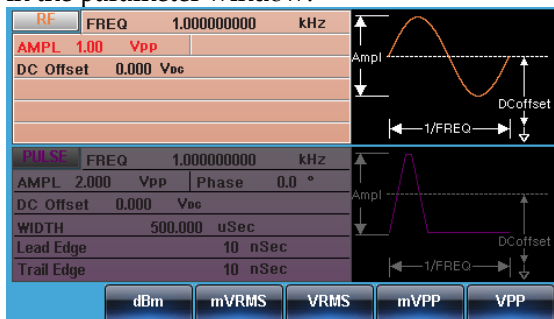 in the parameter window.
RF FREQ 1.000000000 kHz
AMPL 1.00 Vpp
DC Offset 0.000 VDC
Ampl
DCoffset
1/FREQ
PULSE FREQ 1.000000000 kHz
AMPL 2.000 Vpp Phase 0.0 °
DC Offset 0.000 VDC
WIDTH 500.000 uSec
Lead Edge 10 nSec
Trail Edge 10 nSec
Ampl
DCoffset
1/FREQ
dBm mVRMS VRMS mVPP VPP